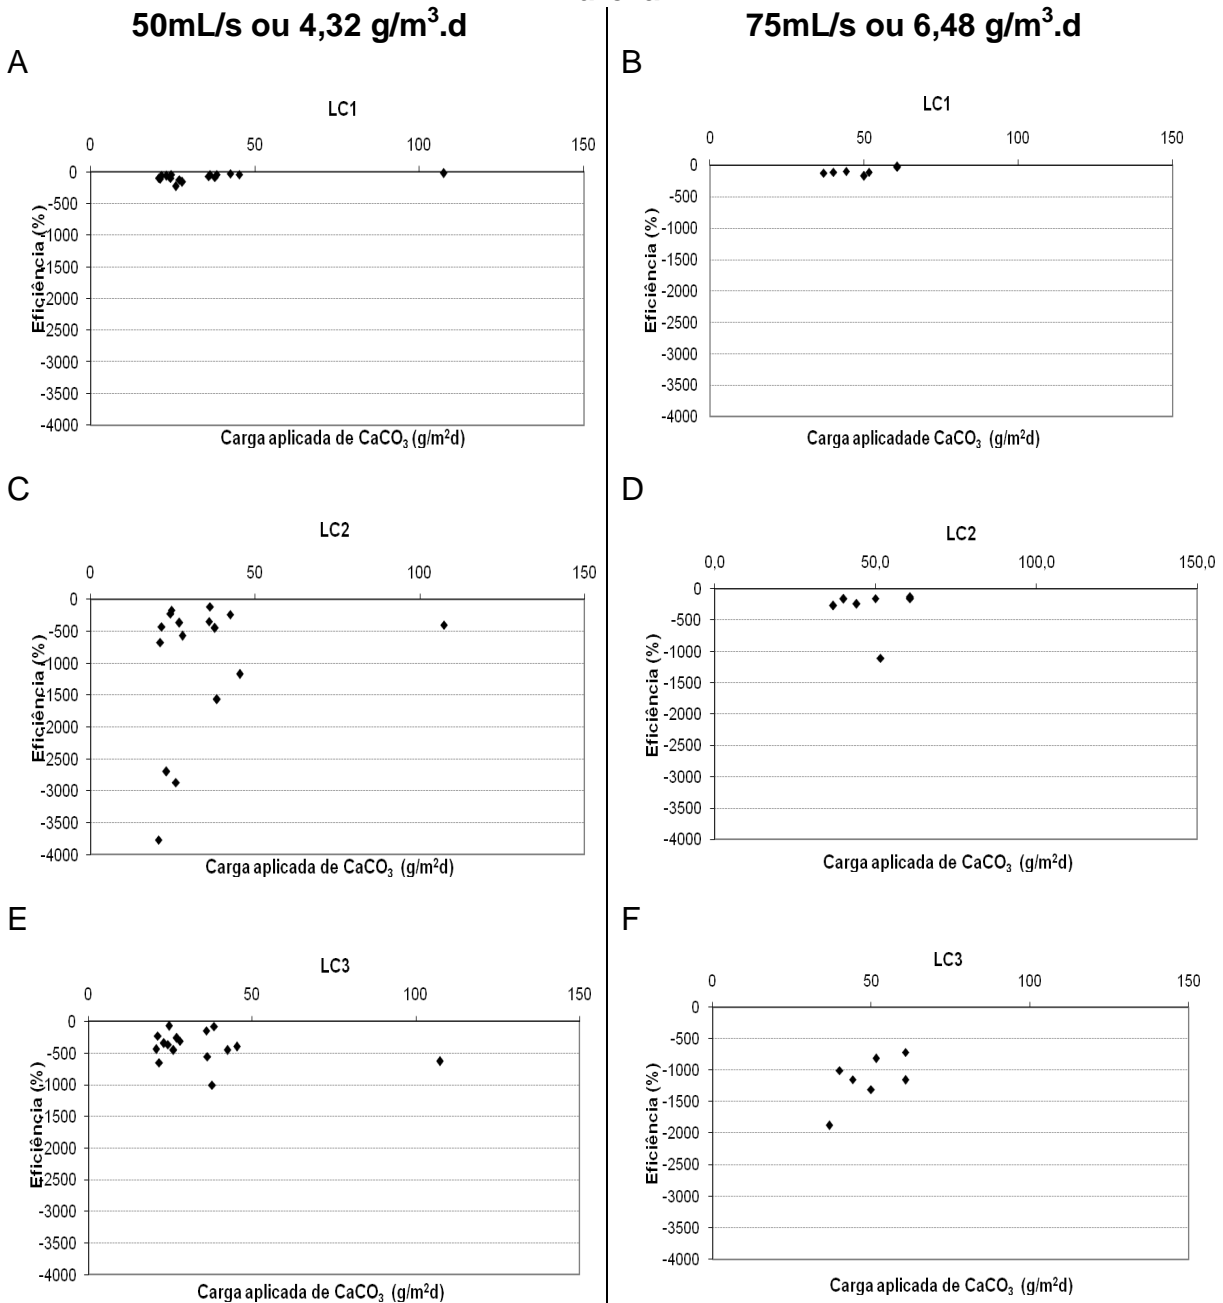 50mL/s ou 4,32 g/m³.d
75mL/s ou 6,48 g/m³.d
A
LC1
0 50 100 150
0
-500
-1000
-1500
-2000
-2500
-3000
-3500
-4000
Eficiência (%)
Carga aplicada de CaCO₃ (g/m²d)
B
LC1
0 50 100 150
0
-500
-1000
-1500
-2000
-2500
-3000
-3500
-4000
Eficiência (%)
Carga aplicadade CaCO₃ (g/m²d)
C
LC2
0 50 100 150
0
-500
-1000
-1500
-2000
-2500
-3000
-3500
-4000
Eficiência (%)
Carga aplicada de CaCO₃ (g/m²d)
D
LC2
0,0 50,0 100,0 150,0
0
-500
-1000
-1500
-2000
-2500
-3000
-3500
-4000
Eficiência (%)
Carga aplicada de CaCO₃ (g/m²d)
E
LC3
0 50 100 150
0
-500
-1000
-1500
-2000
-2500
-3000
-3500
-4000
Eficiência (%)
Carga aplicada de CaCO₃ (g/m²d)
F
LC3
0 50 100 150
0
-500
-1000
-1500
-2000
-2500
-3000
-3500
-4000
Eficiência (%)
Carga aplicada de CaCO₃ (g/m²d)